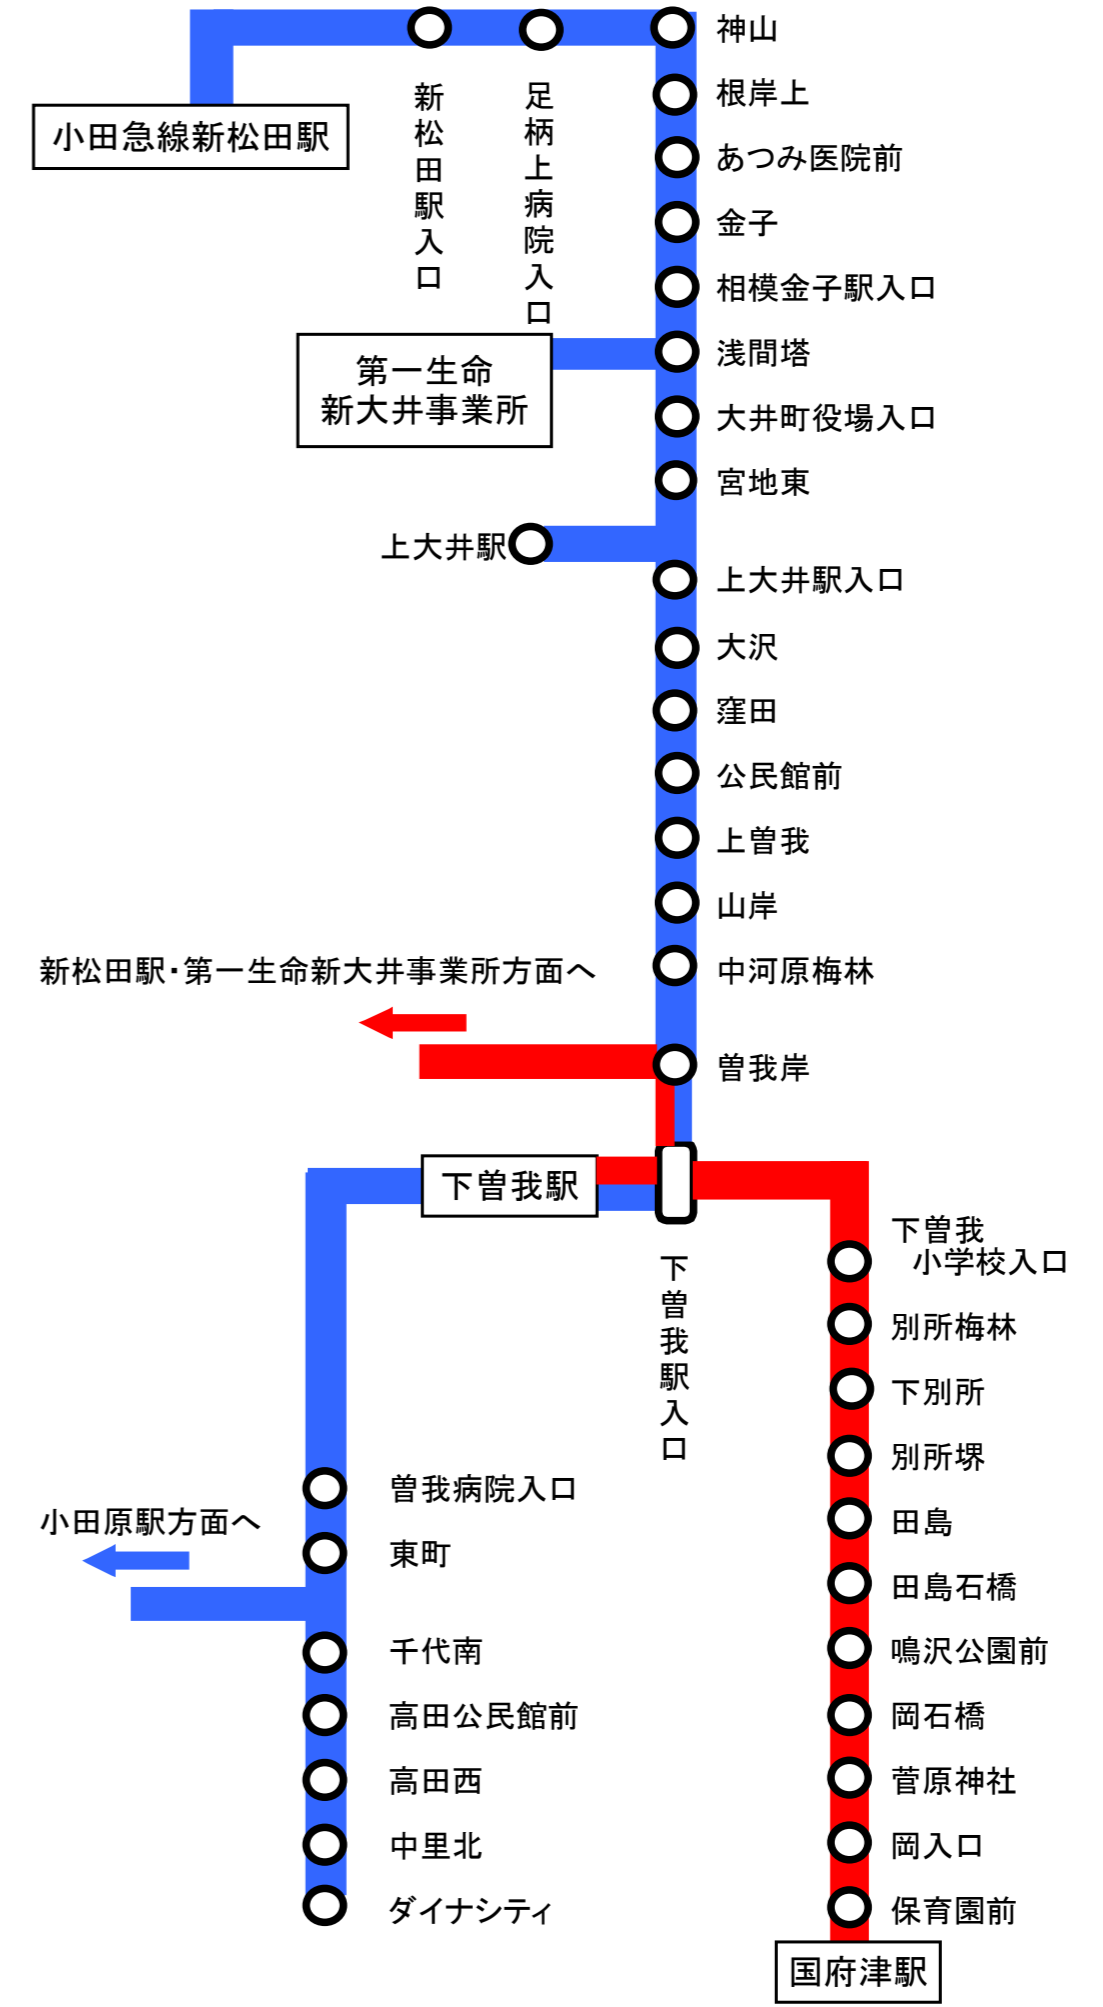 神山
新松田駅入口
足柄上病院入口
根岸上
小田急線新松田駅
あつみ医院前
金子
相模金子駅入口
浅間塔
第一生命
新大井事業所
大井町役場入口
宮地東
上大井駅
上大井駅入口
大沢
窪田
公民館前
上曽我
山岸
新松田駅・第一生命新大井事業所方面へ
中河原梅林
曽我岸
下曽我駅
下曽我駅入口
下曽我
小学校入口
別所梅林
下別所
別所堺
田島
田島石橋
鳴沢公園前
岡石橋
菅原神社
岡入口
保育園前
国府津駅
曽我病院入口
小田原駅方面へ
東町
千代南
高田公民館前
高田西
中里北
ダイナシティ